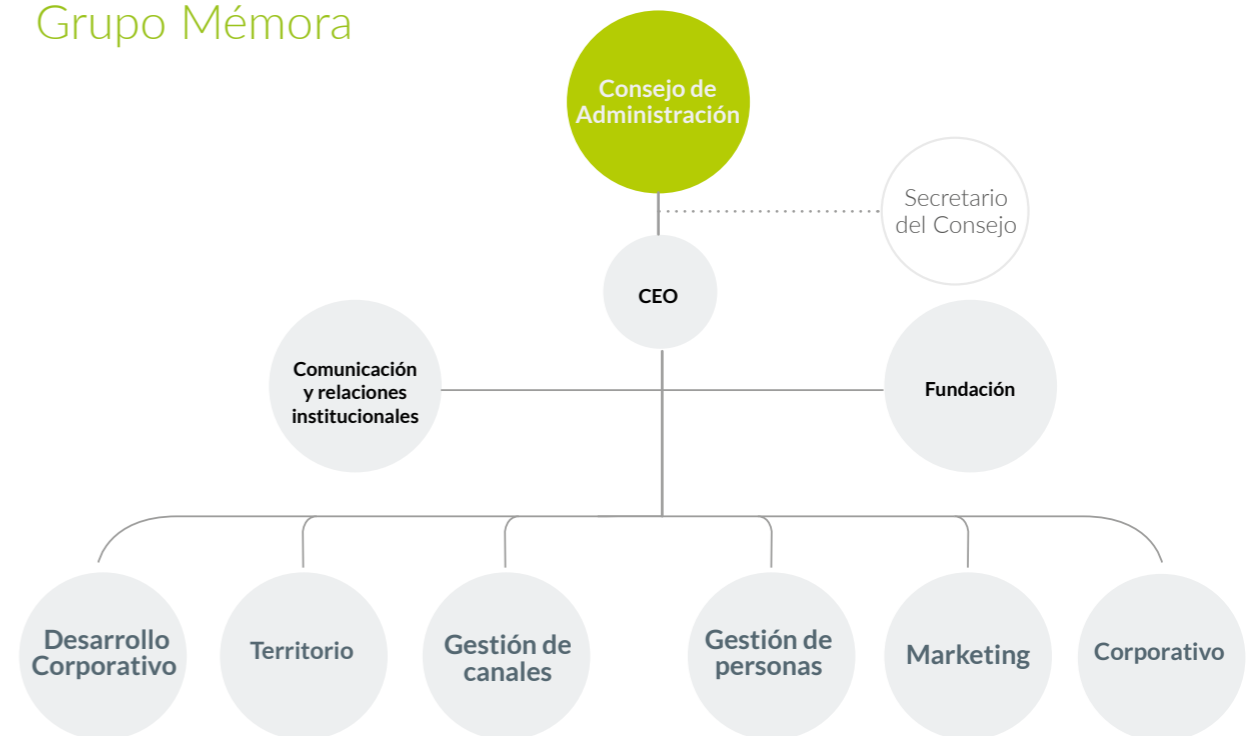 Grupo Mémora
Consejo de
Administración
Secretario
del Consejo
CEO
Comunicación
y relaciones
institucionales
Fundación
Desarrollo
Corporativo
Territorio
Gestión de
canales
Gestión de
personas
Marketing
Corporativo